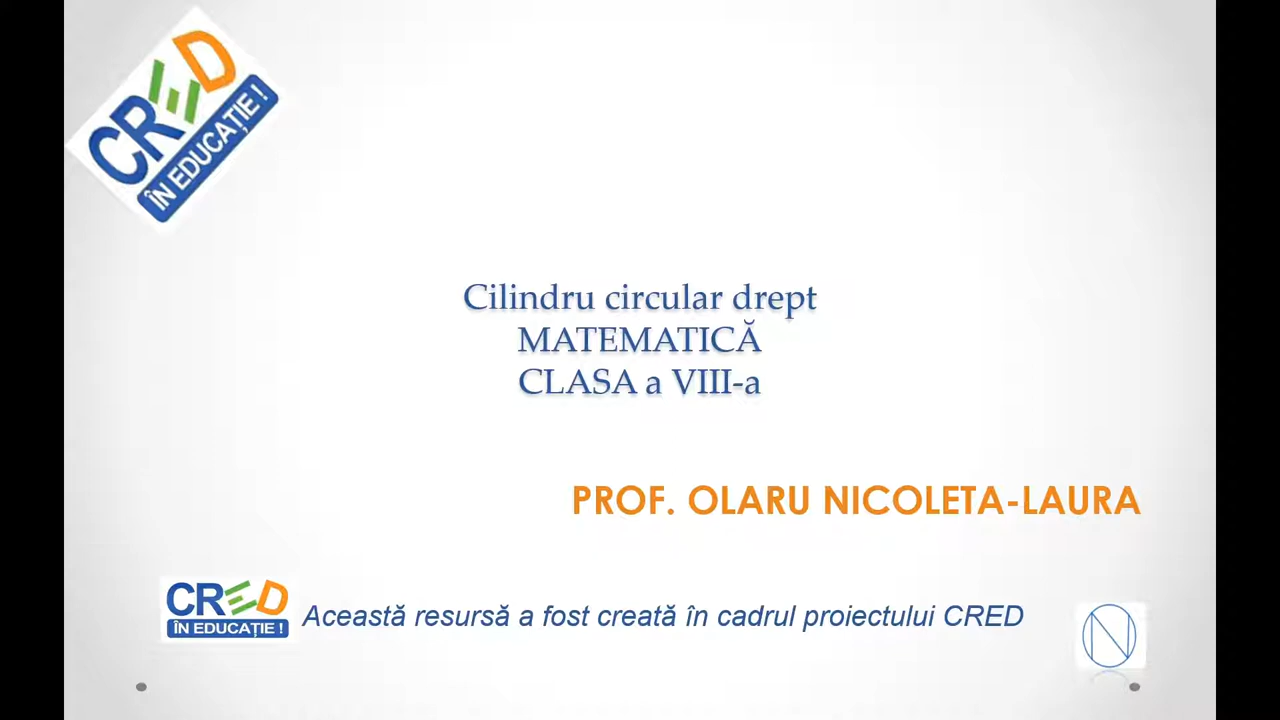 CRED
ÎN EDUCAȚIE !
Cilindru circular drept
MATEMATICĂ
CLASA a VIII-a
PROF. OLARU NICOLETA-LAURA
CRED
ÎN EDUCAȚIE !
Această resursă a fost creată în cadrul proiectului CRED
N